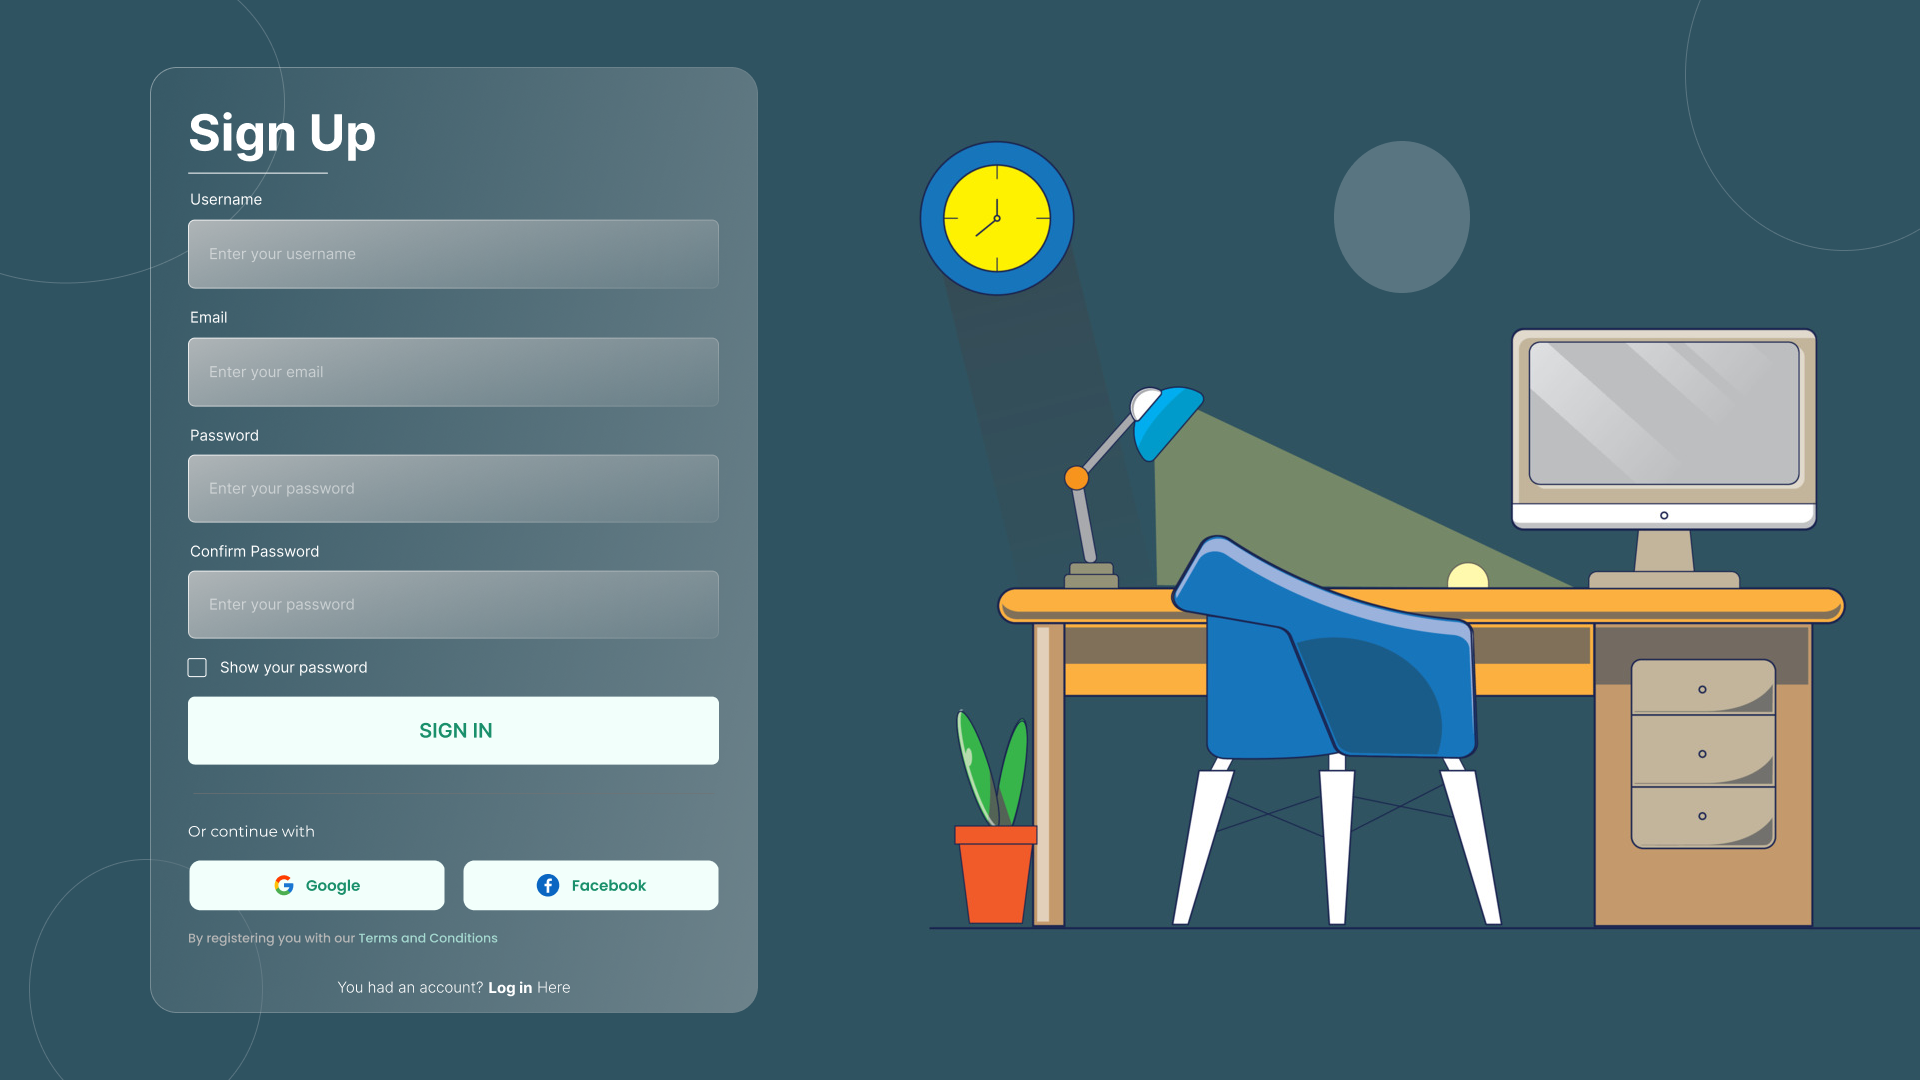 Sign Up
Username
Enter your username
Email
Enter your email
Password
Enter your password
Confirm Password
Enter your password
Show your password
SIGN IN
Or continue with
Google
Facebook
By registering you with our Terms and Conditions
You had an account? Log in Here